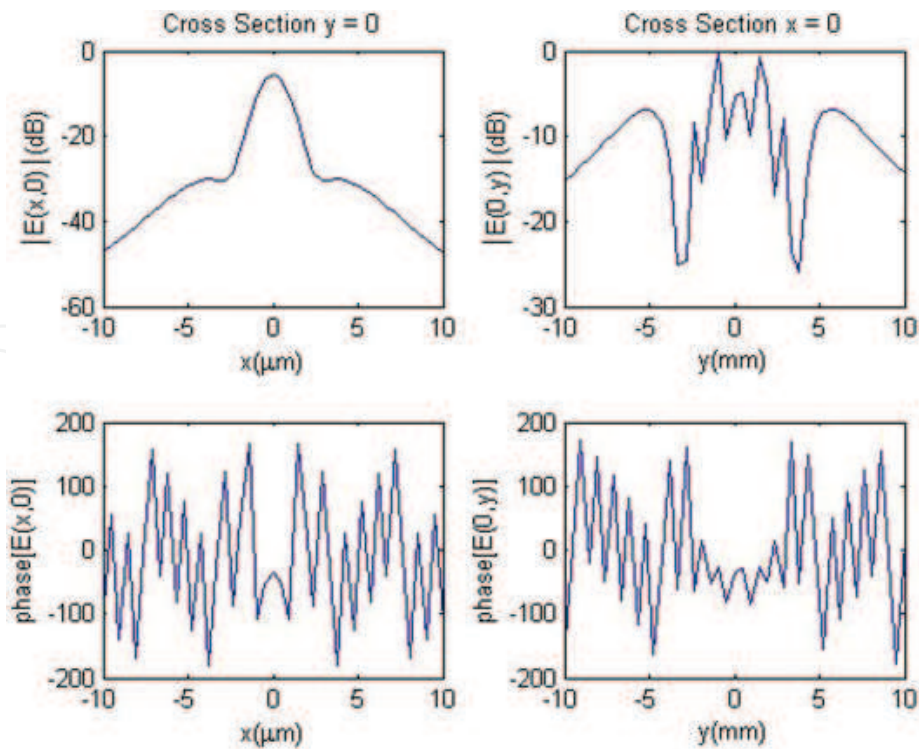 Cross Section y = 0
0
-20
-40
-60
|E(x,0)|(dB)
-10 -5 0 5 10
x(μm)
Cross Section x = 0
0
-10
-20
-30
|E(0,y)|(dB)
-10 -5 0 5 10
y(mm)
200
100
0
-100
-200
phase[E(x,0)]
-10 -5 0 5 10
x(μm)
200
100
0
-100
-200
phase[E(0,y)]
-10 -5 0 5 10
y(mm)